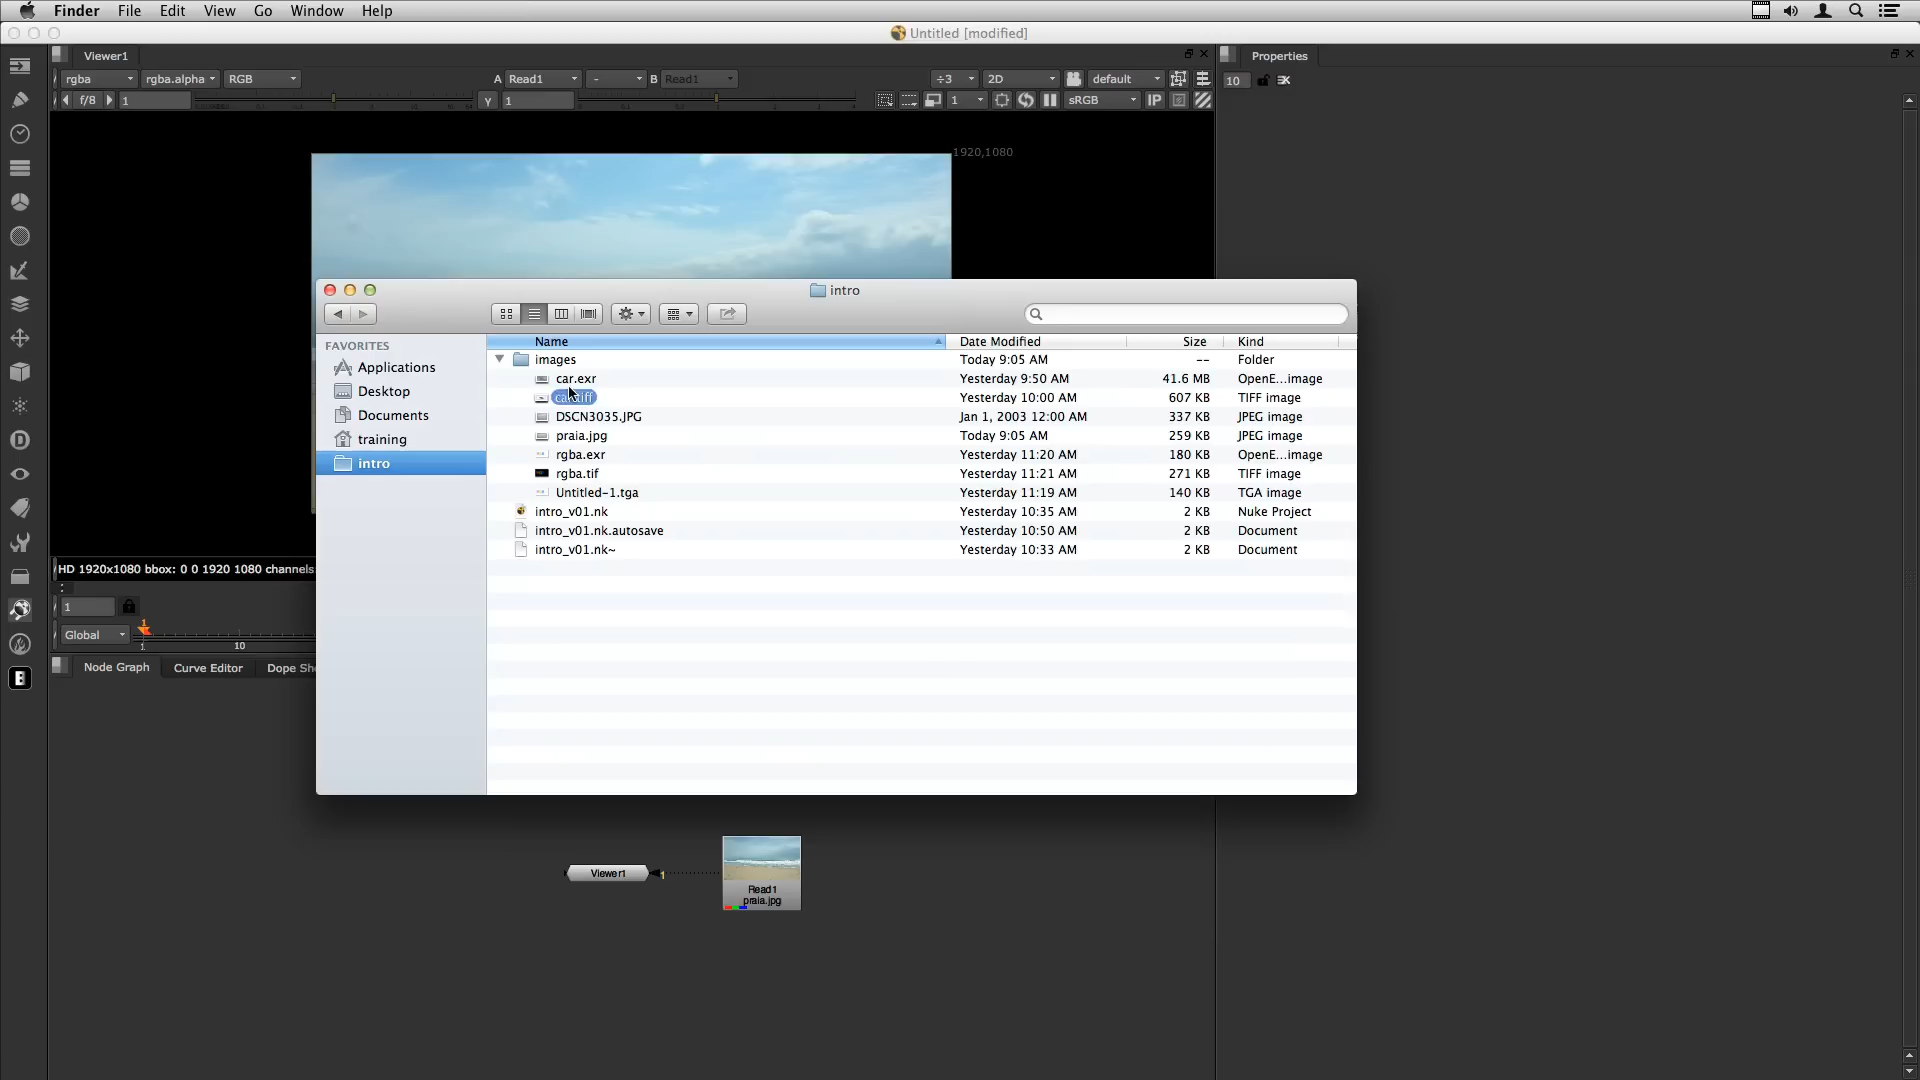 Finder File Edit View Go Window Help
Untitled [modified]
Viewer1
Properties
rgba rgba.alpha RGB A Read1 - B Read1 ÷3 2D default
10
f/8 1 Y 1 1 sRGB IP
1920,1080
intro
FAVORITES
Applications
Desktop
Documents
training
intro
Name Date Modified Size Kind
images Today 9:05 AM -- Folder
car.exr Yesterday 9:50 AM 41.6 MB OpenE...image
Yesterday 10:00 AM 607 KB TIFF image
DSCN3035.JPG Jan 1, 2003 12:00 AM 337 KB JPEG image
praia.jpg Today 9:05 AM 259 KB JPEG image
rgba.exr Yesterday 11:20 AM 180 KB OpenE...image
rgba.tif Yesterday 11:21 AM 271 KB TIFF image
Untitled-1.tga Yesterday 11:19 AM 140 KB TGA image
intro_v01.nk Yesterday 10:35 AM 2 KB Nuke Project
intro_v01.nk.autosave Yesterday 10:50 AM 2 KB Document
intro_v01.nk~ Yesterday 10:33 AM 2 KB Document
HD 1920x1080 bbox: 0 0 1920 1080 channels:
1
Global 1
1 10
Node Graph Curve Editor Dope Sh
Viewer1 1
Read1
praia.jpg